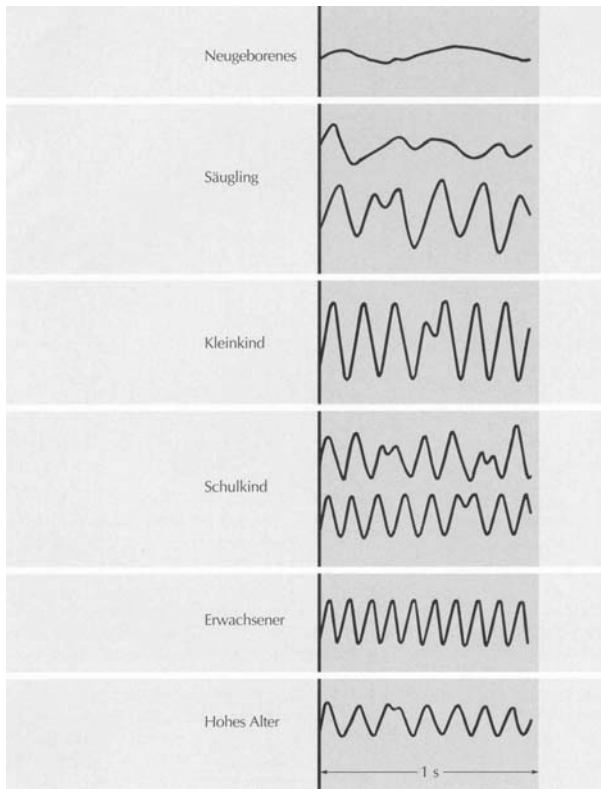 Neugeborenes
Säugling
Kleinkind
Schulkind
Erwachsener
Hohes Alter
1 s